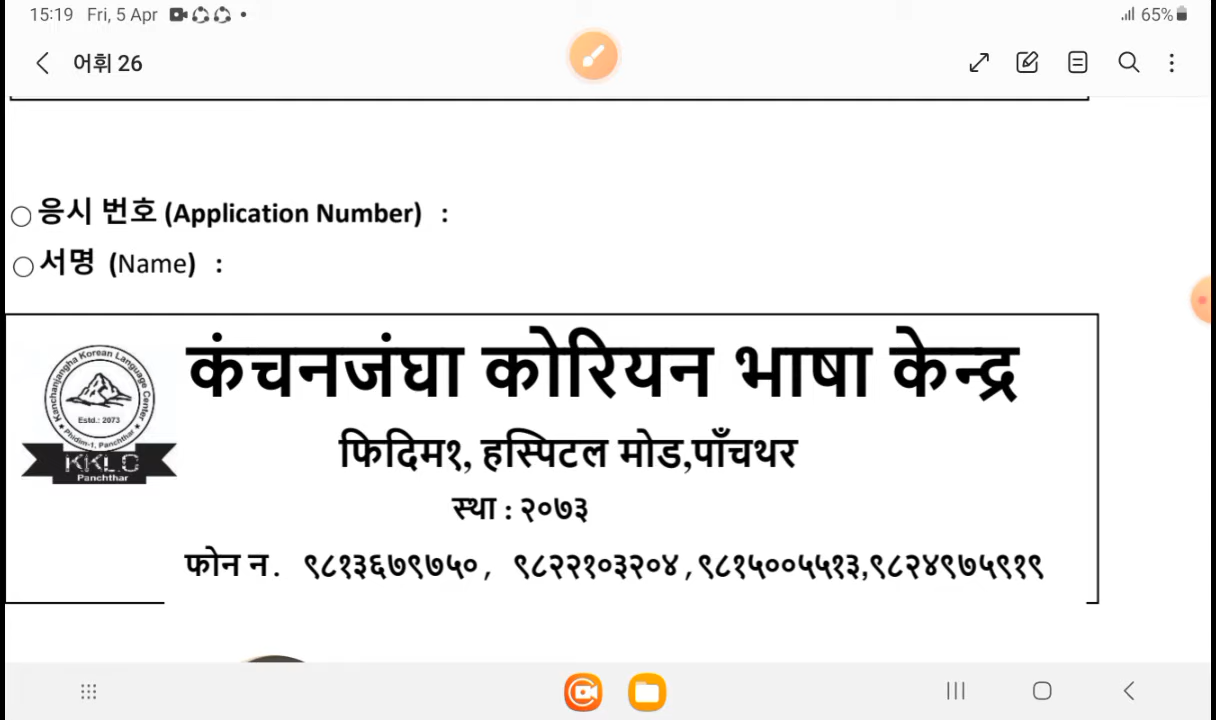 15:19 Fri, 5 Apr 65%
어휘 26
응시 번호 (Application Number) :
서명 (Name) :
कंचनजंघा कोरियन भाषा केन्द्र
Kanchanjangha Korean Language Center
Estd.: 2073
Phidim-1, Panchthar
KKLC
Panchthar
फिदिम१, हस्पिटल मोड,पाँचथर
स्था : २०७३
फोन न. ९८१३६७९७५०, ९८२२१०३२०४,९८१५००५५१३,९८२४९७५९१९